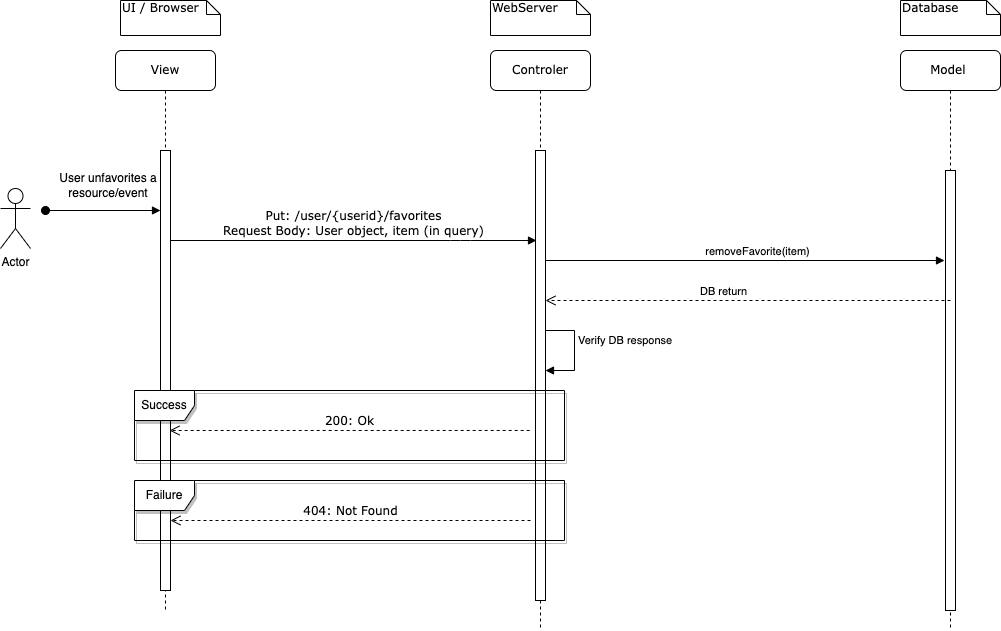 UI / Browser
WebServer
Database
View
Controler
Model
User unfavorites a
resource/event
Actor
Put: /user/{userid}/favorites
Request Body: User object, item (in query)
removeFavorite(item)
DB return
Verify DB response
Success
200: Ok
Failure
404: Not Found